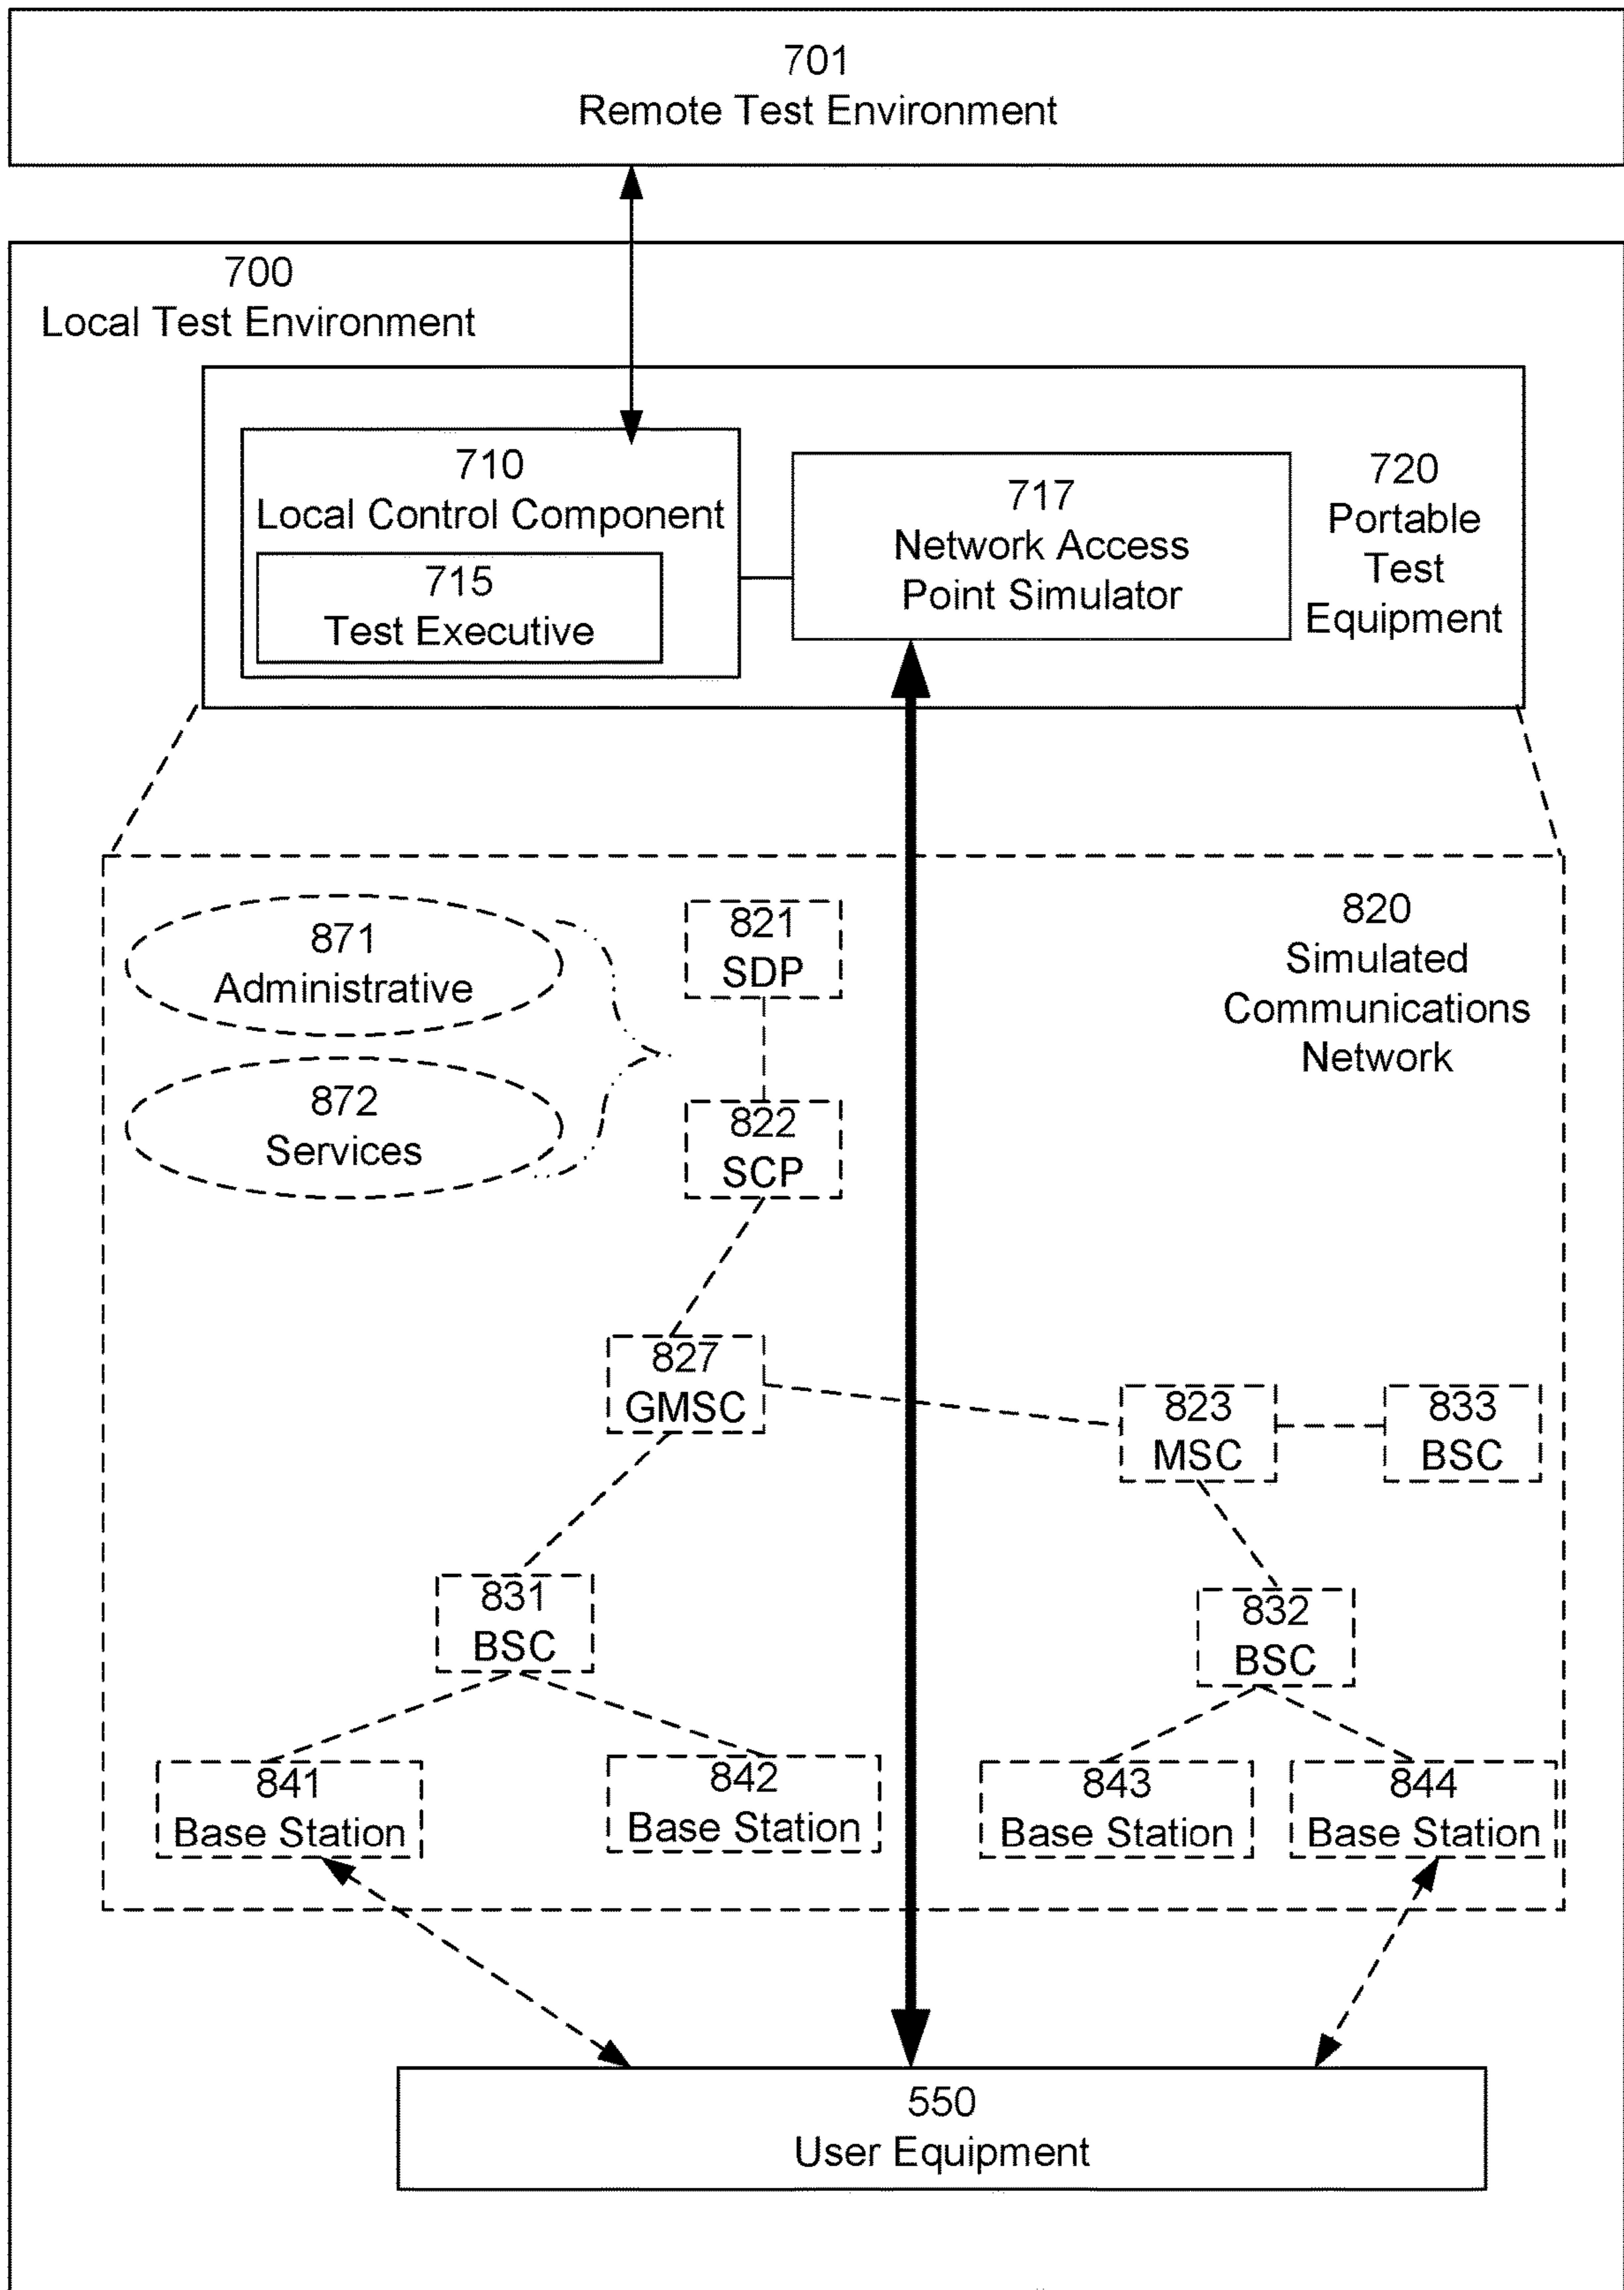 701
Remote Test Environment
700
Local Test Environment
710
Local Control Component
715
Test Executive
717
Network Access
Point Simulator
720
Portable
Test
Equipment
871
Administrative
872
Services
821
SDP
822
SCP
820
Simulated
Communications
Network
827
GMSC
823
MSC
833
BSC
831
BSC
832
BSC
841
Base Station
842
Base Station
843
Base Station
844
Base Station
550
User Equipment